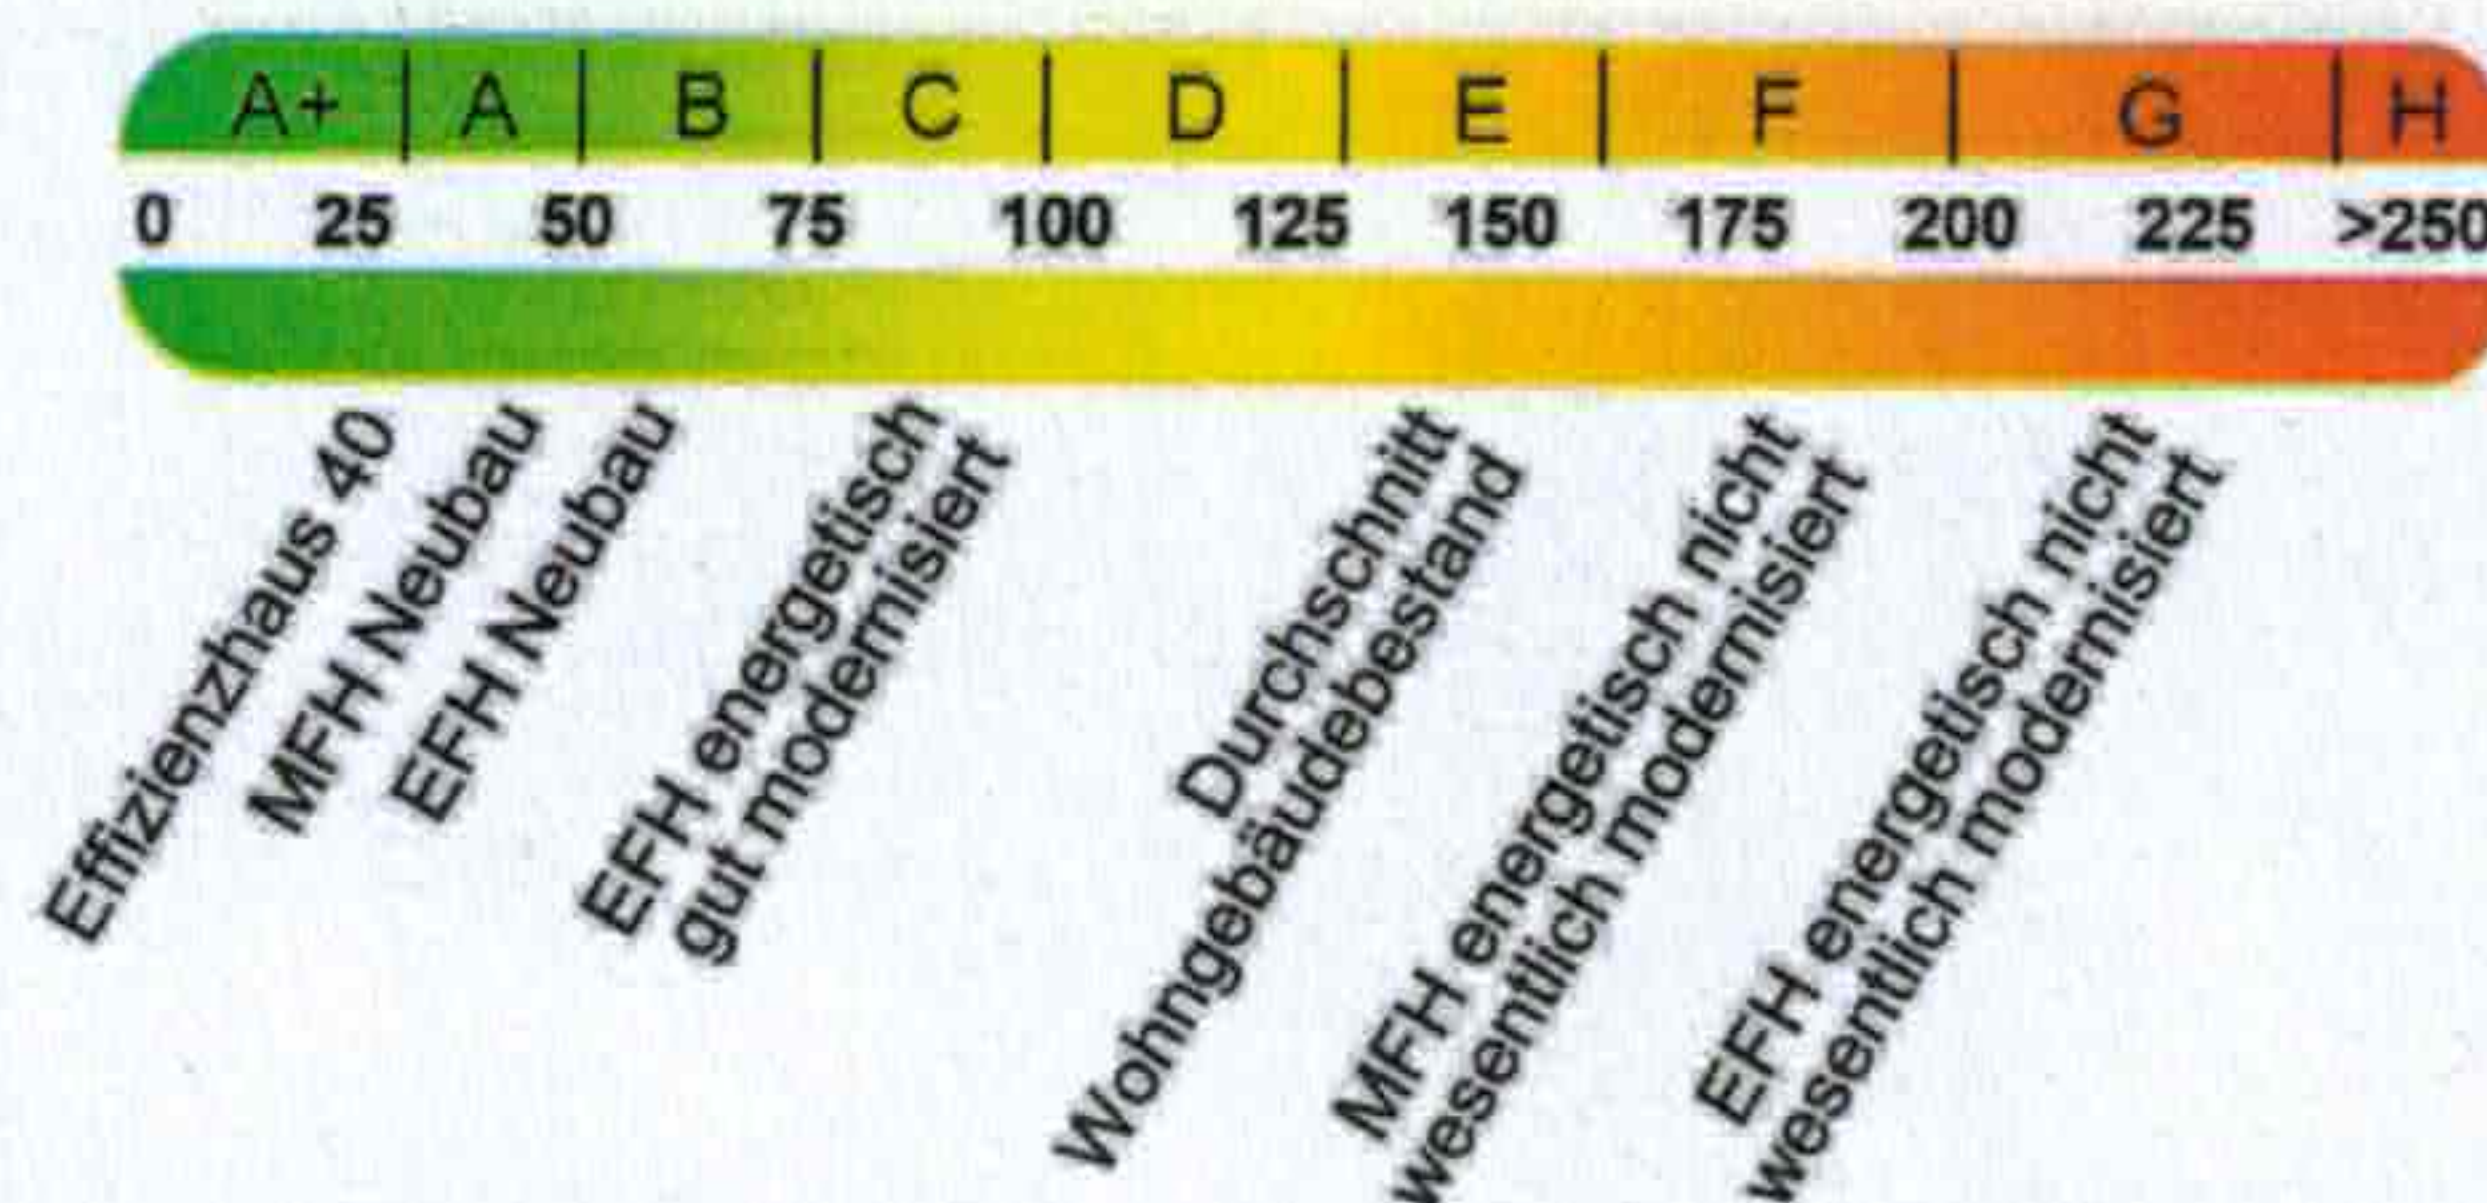 A+ A B C D E F G H
0 25 50 75 100 125 150 175 200 225 >250
Effizienzhaus 40
MFH Neubau
EFH Neubau
EFH energetisch
gut modernisiert
Durchschnitt
Wohngebäudebestand
MFH energetisch nicht
wesentlich modernisiert
EFH energetisch nicht
wesentlich modernisiert